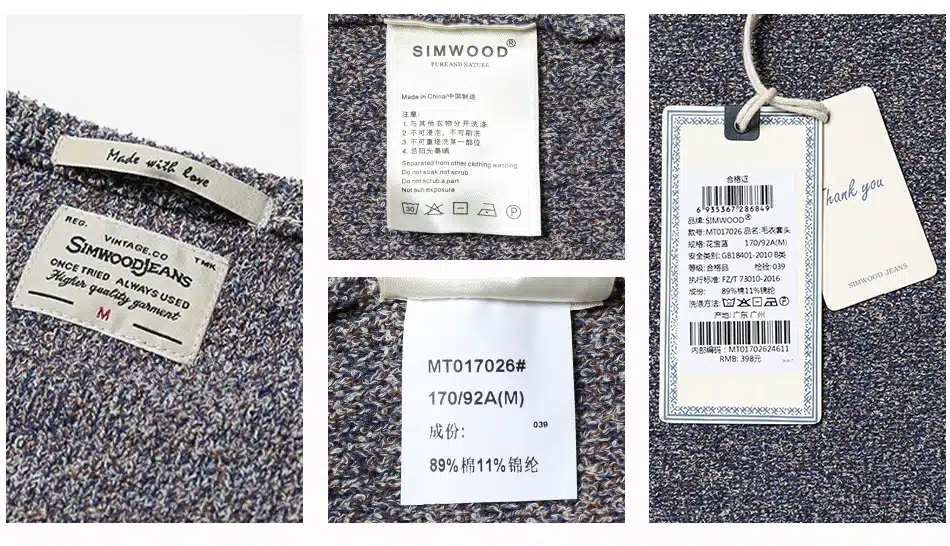 Made with love
REG.
VINTAGE.CO
TMK
SIMWOODJEANS
ONCE TRIED ALWAYS USED
Higher quality garment
M
SIMWOOD®
PURE AND NATURE
Made in China/中国制造
注意:
1. 与其他衣物分开洗涤
2. 不可浸泡、不可刷洗
3. 不可重揉洗某一部位
4. 忌阳光暴晒
Separated from other clothing washing
Do not soak,not scrub
Do not scrub a part
Not sun exposure
30
P
MT017026#
170/92A(M)
成份:
039
89%棉11%锦纶
合格证
6 935367 286849
品牌: SIMWOOD®
款号: MT017026 品名: 毛衣套头
规格: 花宝蓝 170/92A(M)
安全类别: GB18401-2010 B类
等级: 合格品 检验: 039
执行标准: FZ/T 73010-2016
成份: 89%棉11%锦纶
洗涤方法:
产地: 广东 广州
内部编码: MT01702624611
RMB: 398元
Thank you
SIMWOOD JEANS